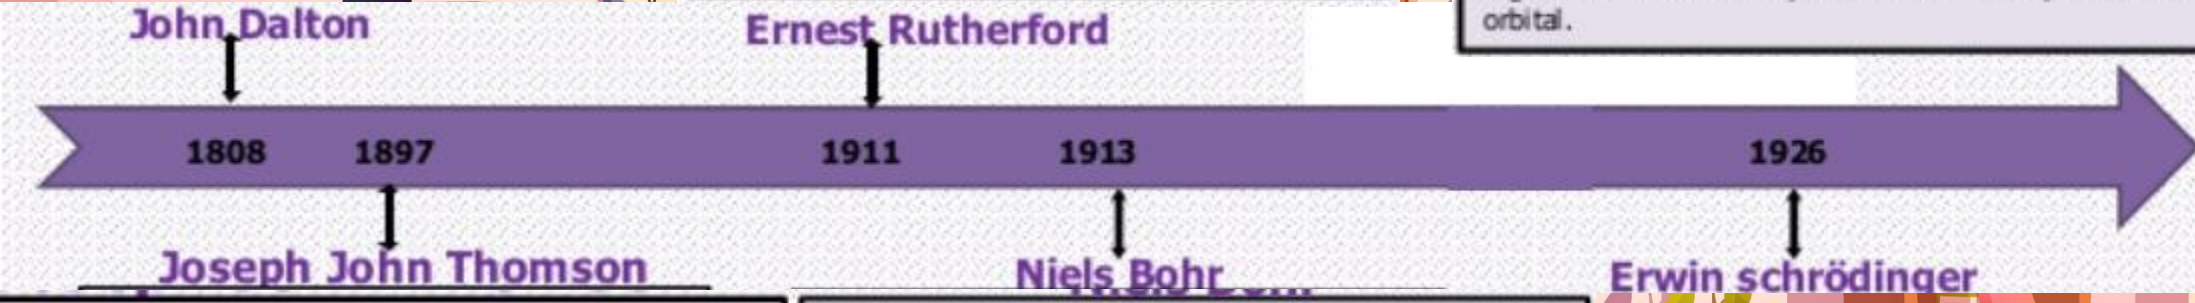 John Dalton
Ernest Rutherford
orbital.
1808 1897 1911 1913 1926
Joseph John Thomson
Niels Bohr
Erwin schrödinger